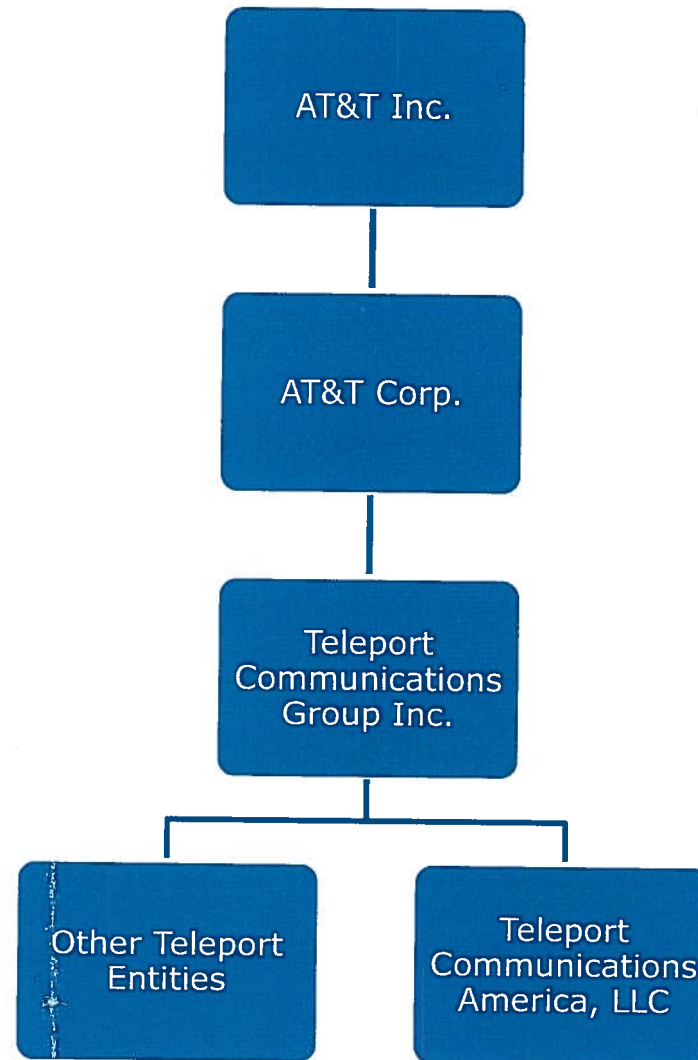 AT&T Inc.
AT&T Corp.
Teleport
Communications
Group Inc.
Other Teleport
Entities
Teleport
Communications
America, LLC